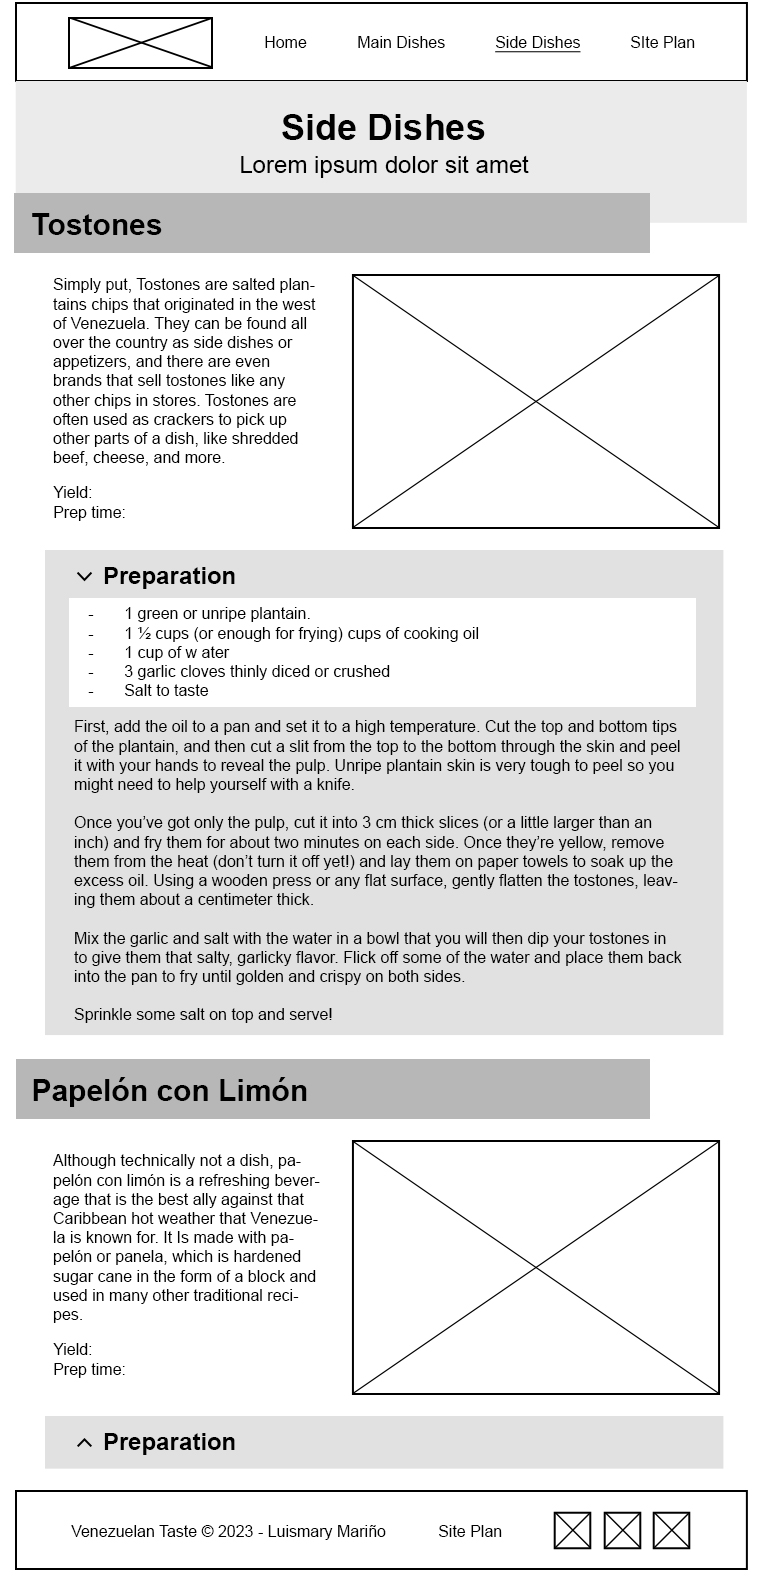 Home Main Dishes Side Dishes SIte Plan
Side Dishes
Lorem ipsum dolor sit amet
Tostones
Simply put, Tostones are salted plan-
tains chips that originated in the west
of Venezuela. They can be found all
over the country as side dishes or
appetizers, and there are even
brands that sell tostones like any
other chips in stores. Tostones are
often used as crackers to pick up
other parts of a dish, like shredded
beef, cheese, and more.
Yield:
Prep time:
Preparation
- 1 green or unripe plantain.
- 1 ½ cups (or enough for frying) cups of cooking oil
- 1 cup of w ater
- 3 garlic cloves thinly diced or crushed
- Salt to taste
First, add the oil to a pan and set it to a high temperature. Cut the top and bottom tips
of the plantain, and then cut a slit from the top to the bottom through the skin and peel
it with your hands to reveal the pulp. Unripe plantain skin is very tough to peel so you
might need to help yourself with a knife.
Once you’ve got only the pulp, cut it into 3 cm thick slices (or a little larger than an
inch) and fry them for about two minutes on each side. Once they’re yellow, remove
them from the heat (don’t turn it off yet!) and lay them on paper towels to soak up the
excess oil. Using a wooden press or any flat surface, gently flatten the tostones, leav-
ing them about a centimeter thick.
Mix the garlic and salt with the water in a bowl that you will then dip your tostones in
to give them that salty, garlicky flavor. Flick off some of the water and place them back
into the pan to fry until golden and crispy on both sides.
Sprinkle some salt on top and serve!
Papelón con Limón
Although technically not a dish, pa-
pelón con limón is a refreshing bever-
age that is the best ally against that
Caribbean hot weather that Venezue-
la is known for. It Is made with pa-
pelón or panela, which is hardened
sugar cane in the form of a block and
used in many other traditional reci-
pes.
Yield:
Prep time:
Preparation
Venezuelan Taste © 2023 - Luismary Mariño Site Plan